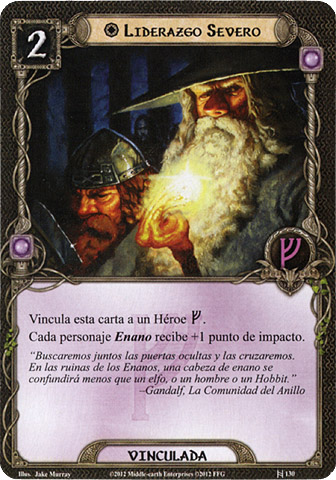 2
LIDERAZGO SEVERO
Vincula esta carta a un Héroe ᚠ.
Cada personaje Enano recibe +1 punto de impacto.
“Buscaremos juntos las puertas ocultas y las cruzaremos.
En las ruinas de los Enanos, una cabeza de enano se
confundirá menos que un elfo, o un hombre o un Hobbit.”
–Gandalf, La Comunidad del Anillo
VINCULADA
Illus. Jake Murray
©2012 Middle-earth Enterprises ©2012 FFG
130